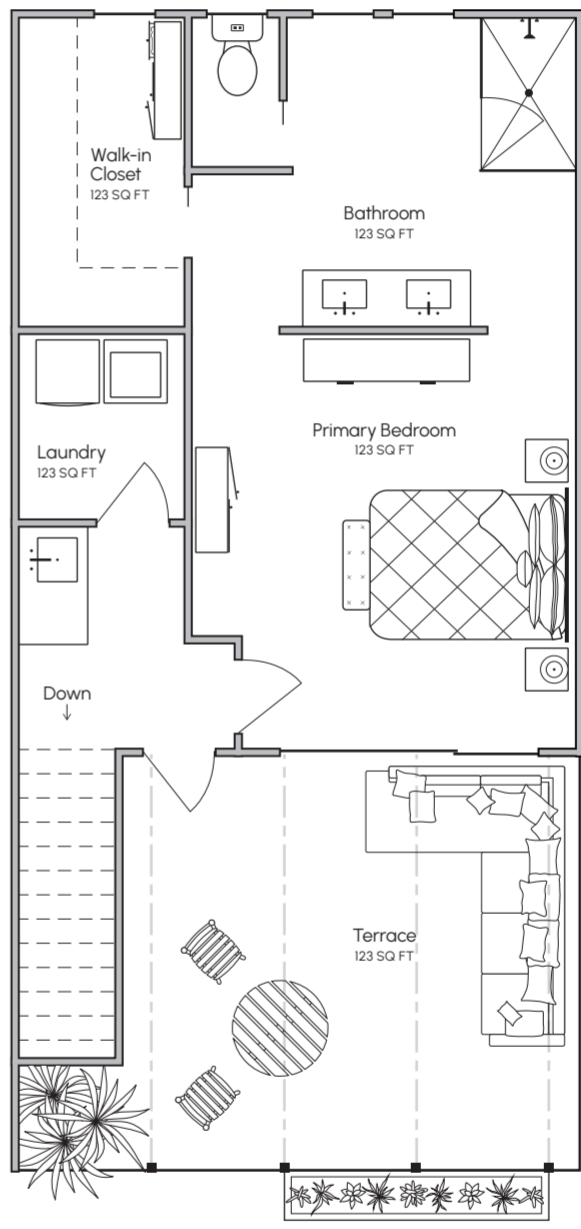 Walk-in
Closet
123 SQ FT
Bathroom
123 SQ FT
Laundry
123 SQ FT
Primary Bedroom
123 SQ FT
Down
Terrace
123 SQ FT